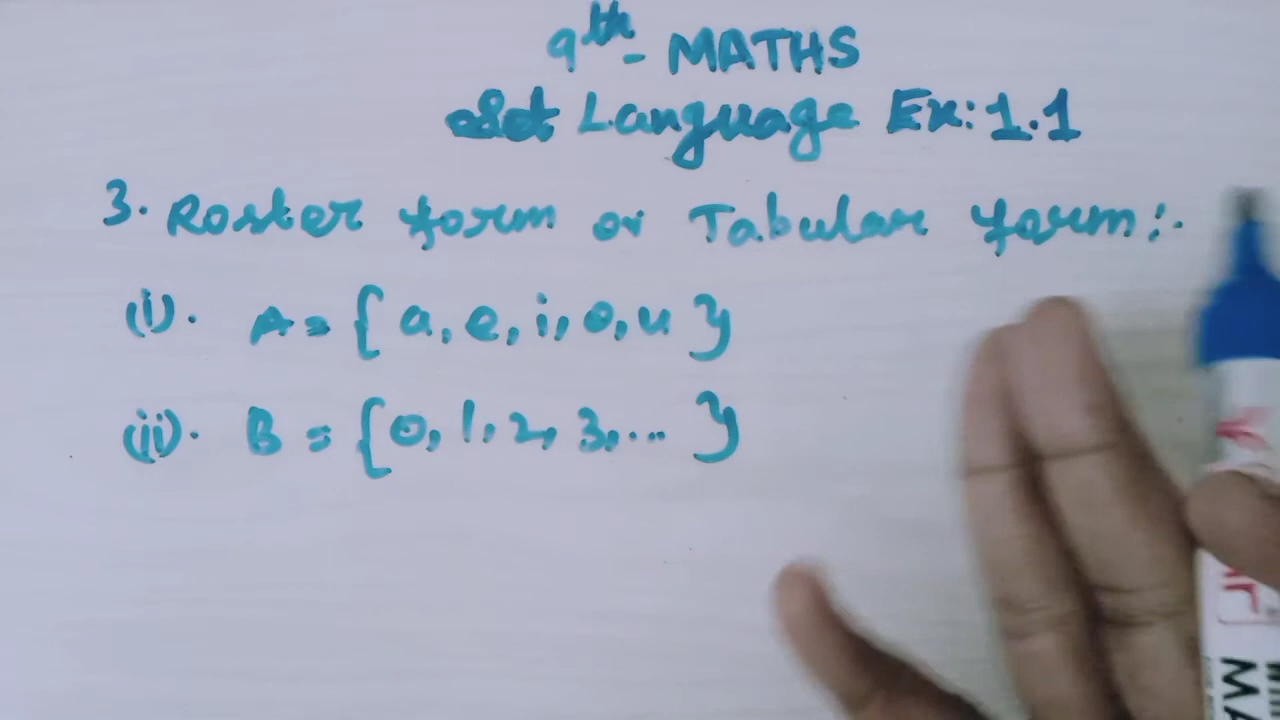 9th - MATHS
Set Language Ex: 1.1
3. Roster form or Tabular form:-
(i). A = { a, e, i, o, u }
(ii). B = { 0, 1, 2, 3, ... }